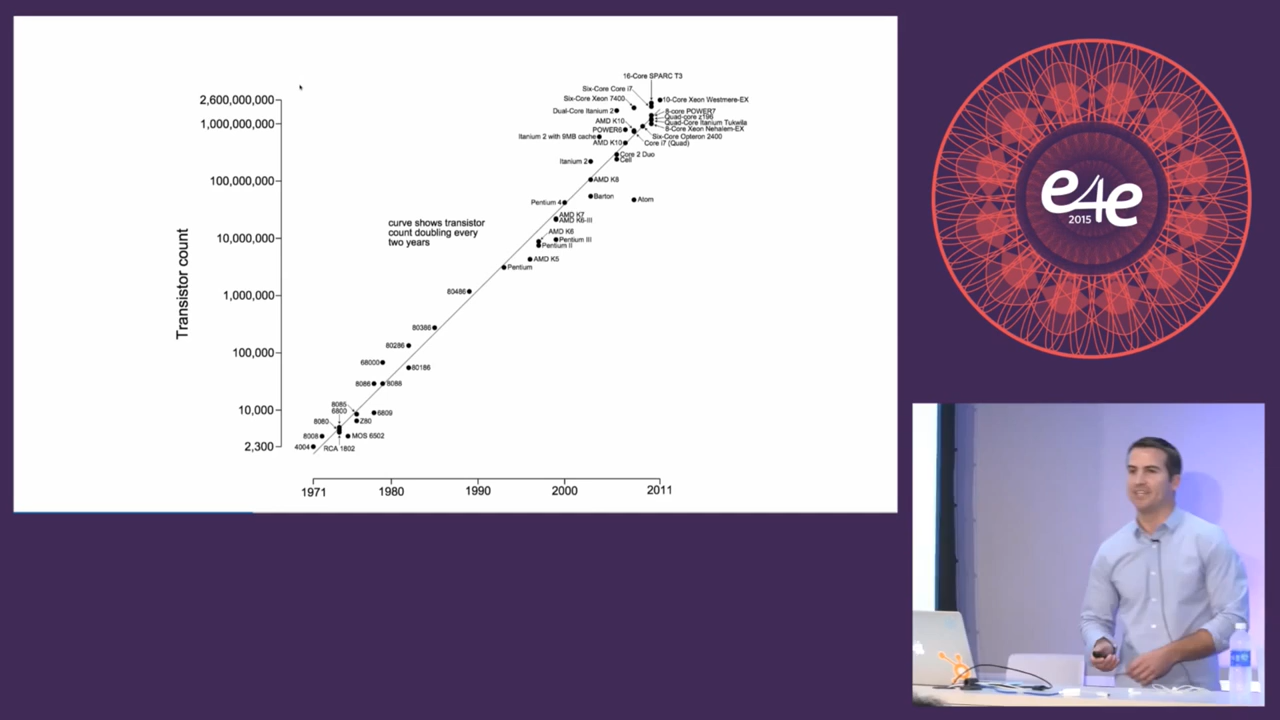 16-Core SPARC T3
Six-Core Core i7
Six-Core Xeon 7400
10-Core Xeon Westmere-EX
2,600,000,000
Dual-Core Itanium 2
8-core POWER7
Quad-core z196
AMD K10
Quad-Core Itanium Tukwila
1,000,000,000
8-Core Xeon Nehalem-EX
POWER6
Itanium 2 with 9MB cache
Six-Core Opteron 2400
AMD K10
Core i7 (Quad)
Core 2 Duo
Cell
Itanium 2
100,000,000
AMD K8
Barton
Atom
Pentium 4
curve shows transistor
count doubling every
two years
AMD K7
AMD K6-III
AMD K6
10,000,000
Pentium III
Pentium II
AMD K5
Pentium
1,000,000
80486
80386
80286
100,000
68000
80186
8086
8088
8085
6800
10,000
6809
8080
Z80
8008
MOS 6502
2,300
4004
RCA 1802
Transistor count
1971
1980
1990
2000
2011
e4e
2015